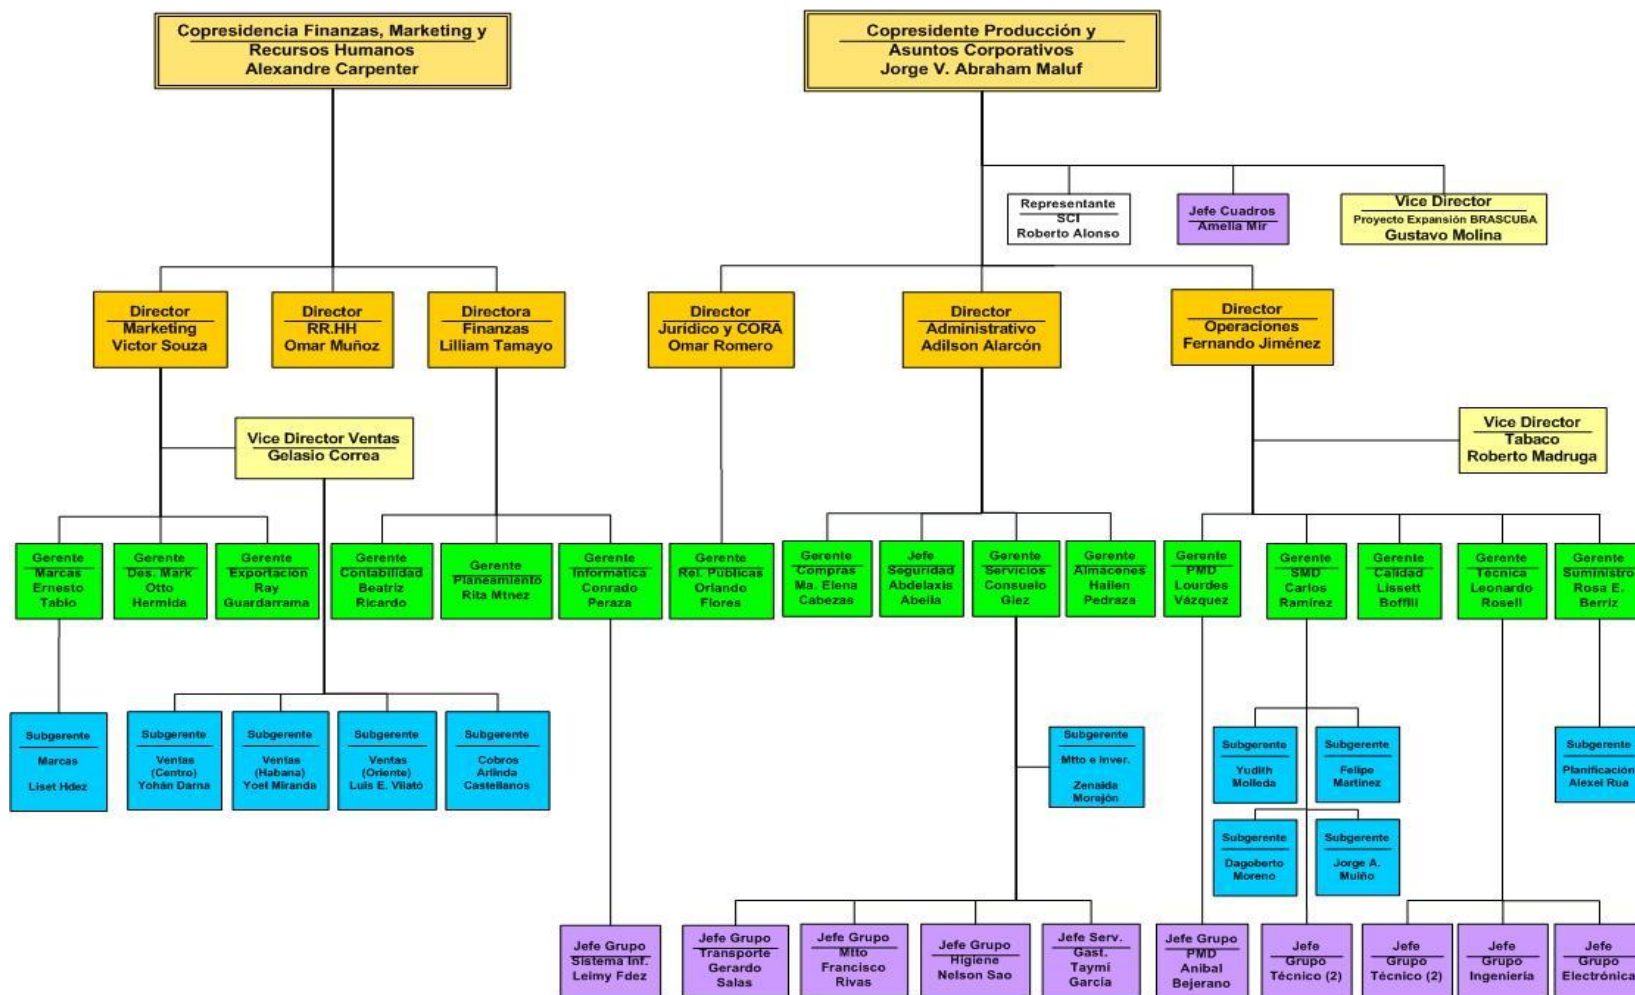 Copresidencia Finanzas, Marketing y
Recursos Humanos
Alexandre Carpenter
Copresidente Producción y
Asuntos Corporativos
Jorge V. Abraham Maluf
Representante
SCI
Roberto Alonso
Jefe Cuadros
Amelia Mir
Vice Director
Proyecto Expansión BRASCUBA
Gustavo Molina
Director
Marketing
Victor Souza
Director
RR.HH
Omar Muñoz
Directora
Finanzas
Lilliam Tamayo
Director
Jurídico y CORA
Omar Romero
Director
Administrativo
Adilson Alarcón
Director
Operaciones
Fernando Jiménez
Vice Director Ventas
Gelasio Correa
Vice Director
Tabaco
Roberto Madruga
Gerente
Marcas
Ernesto
Tabio
Gerente
Des. Mark
Otto
Hermida
Gerente
Exportación
Ray
Guardarrama
Gerente
Contabilidad
Beatriz
Ricardo
Gerente
Planeamiento
Rita Mtnez
Gerente
Informática
Conrado
Peraza
Gerente
Rel. Públicas
Orlando
Flores
Gerente
Compras
Ma. Elena
Cabezas
Jefe
Seguridad
Abdelaxis
Abella
Gerente
Servicios
Consuelo
Glez
Gerente
Almacenes
Hailen
Pedraza
Gerente
PMD
Lourdes
Vázquez
Gerente
SMD
Carlos
Ramírez
Gerente
Calidad
Lissett
Boffill
Gerente
Técnica
Leonardo
Rosell
Gerente
Suministro
Rosa E.
Berriz
Subgerente
Marcas
Liset Hdez
Subgerente
Ventas
(Centro)
Yohán Darna
Subgerente
Ventas
(Habana)
Yoel Miranda
Subgerente
Ventas
(Oriente)
Luis E. Vilató
Subgerente
Cobros
Arlinda
Castellanos
Subgerente
Mtto e Inver.
Zenaida
Morejón
Subgerente
Yudith
Molleda
Subgerente
Felipe
Martinez
Subgerente
Planificación
Alexei Rua
Subgerente
Dagoberto
Moreno
Subgerente
Jorge A.
Muiño
Jefe Grupo
Sistema Inf.
Leimy Fdez
Jefe Grupo
Transporte
Gerardo
Salas
Jefe Grupo
Mtto
Francisco
Rivas
Jefe Grupo
Higiene
Nelson Sao
Jefe Serv.
Gast.
Taymí
García
Jefe Grupo
PMD
Anibal
Bejerano
Jefe
Grupo
Técnico (2)
Jefe
Grupo
Técnico (2)
Jefe
Grupo
Ingeniería
Jefe
Grupo
Electrónica